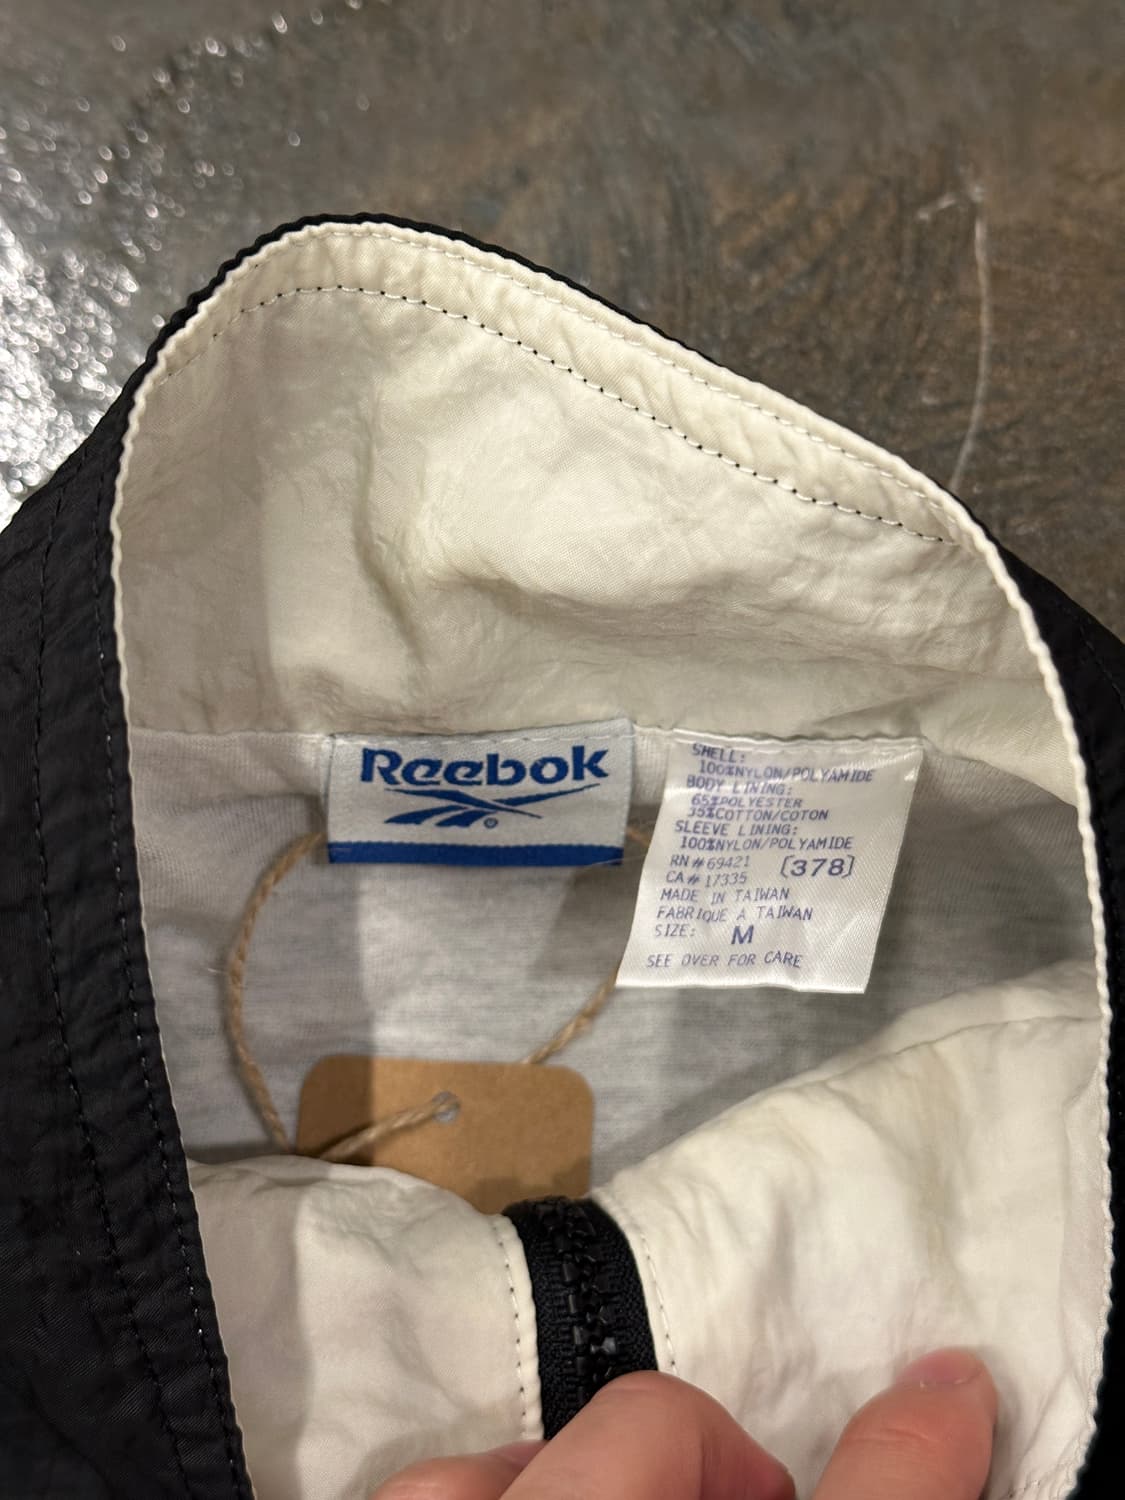 Reebok
®
SHELL:
100%NYLON/POLYAMIDE
BODY LINING:
65%POLYESTER
35%COTTON/COTON
SLEEVE LINING:
100%NYLON/POLYAMIDE
RN#69421 [378]
CA# 17335
MADE IN TAIWAN
FABRIQUE A TAIWAN
SIZE: M
SEE OVER FOR CARE